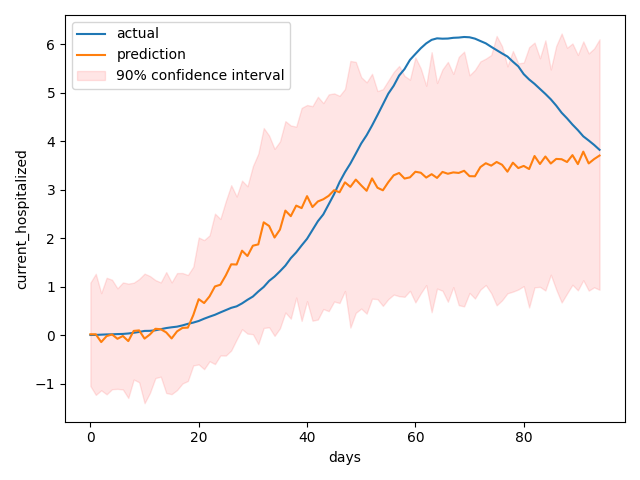 actual
prediction
90% confidence interval
current_hospitalized
6
5
4
3
2
1
0
−1
0 20 40 60 80
days